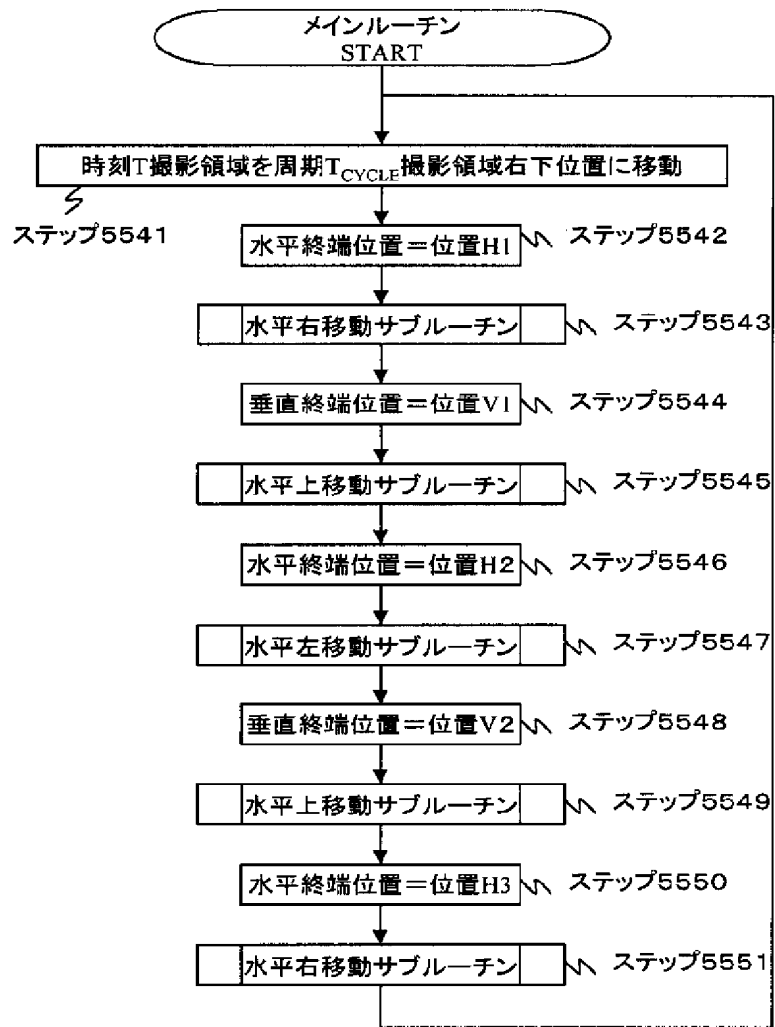 メインルーチン
START
時刻T撮影領域を周期TCYCLE撮影領域右下位置に移動
ステップ5541
水平終端位置＝位置H1
ステップ5542
水平右移動サブルーチン
ステップ5543
垂直終端位置＝位置V1
ステップ5544
水平上移動サブルーチン
ステップ5545
水平終端位置＝位置H2
ステップ5546
水平左移動サブルーチン
ステップ5547
垂直終端位置＝位置V2
ステップ5548
水平上移動サブルーチン
ステップ5549
水平終端位置＝位置H3
ステップ5550
水平右移動サブルーチン
ステップ5551